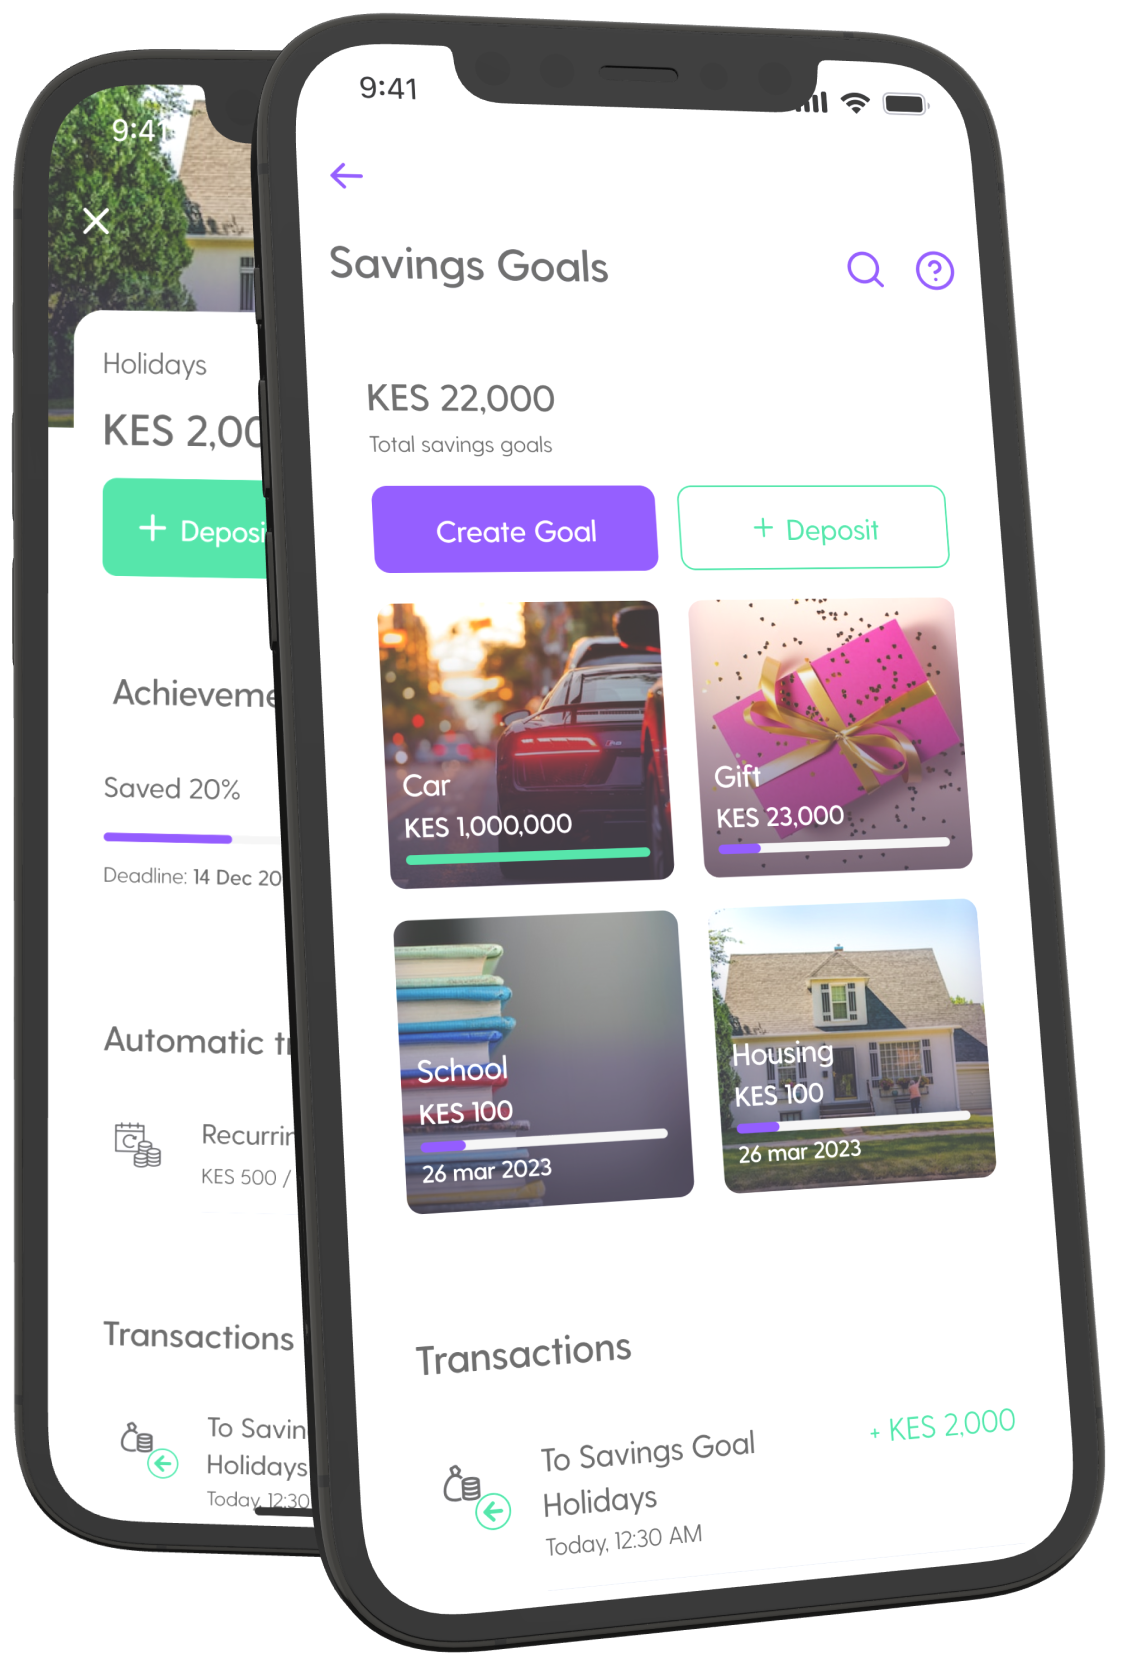 9:41
Holidays
KES 2,00
+ Deposi
Achieveme
Saved 20%
Deadline: 14 Dec 20
Automatic
Recurrin
KES 500 /
Transactions
To Savin
Holidays
Today, 12:30
9:41
Savings Goals
KES 22,000
Total savings goals
Create Goal
+ Deposit
Car
KES 1,000,000
Gift
KES 23,000
School
KES 100
26 mar 2023
Housing
KES 100
26 mar 2023
Transactions
To Savings Goal
Holidays
Today, 12:30 AM
+ KES 2,000